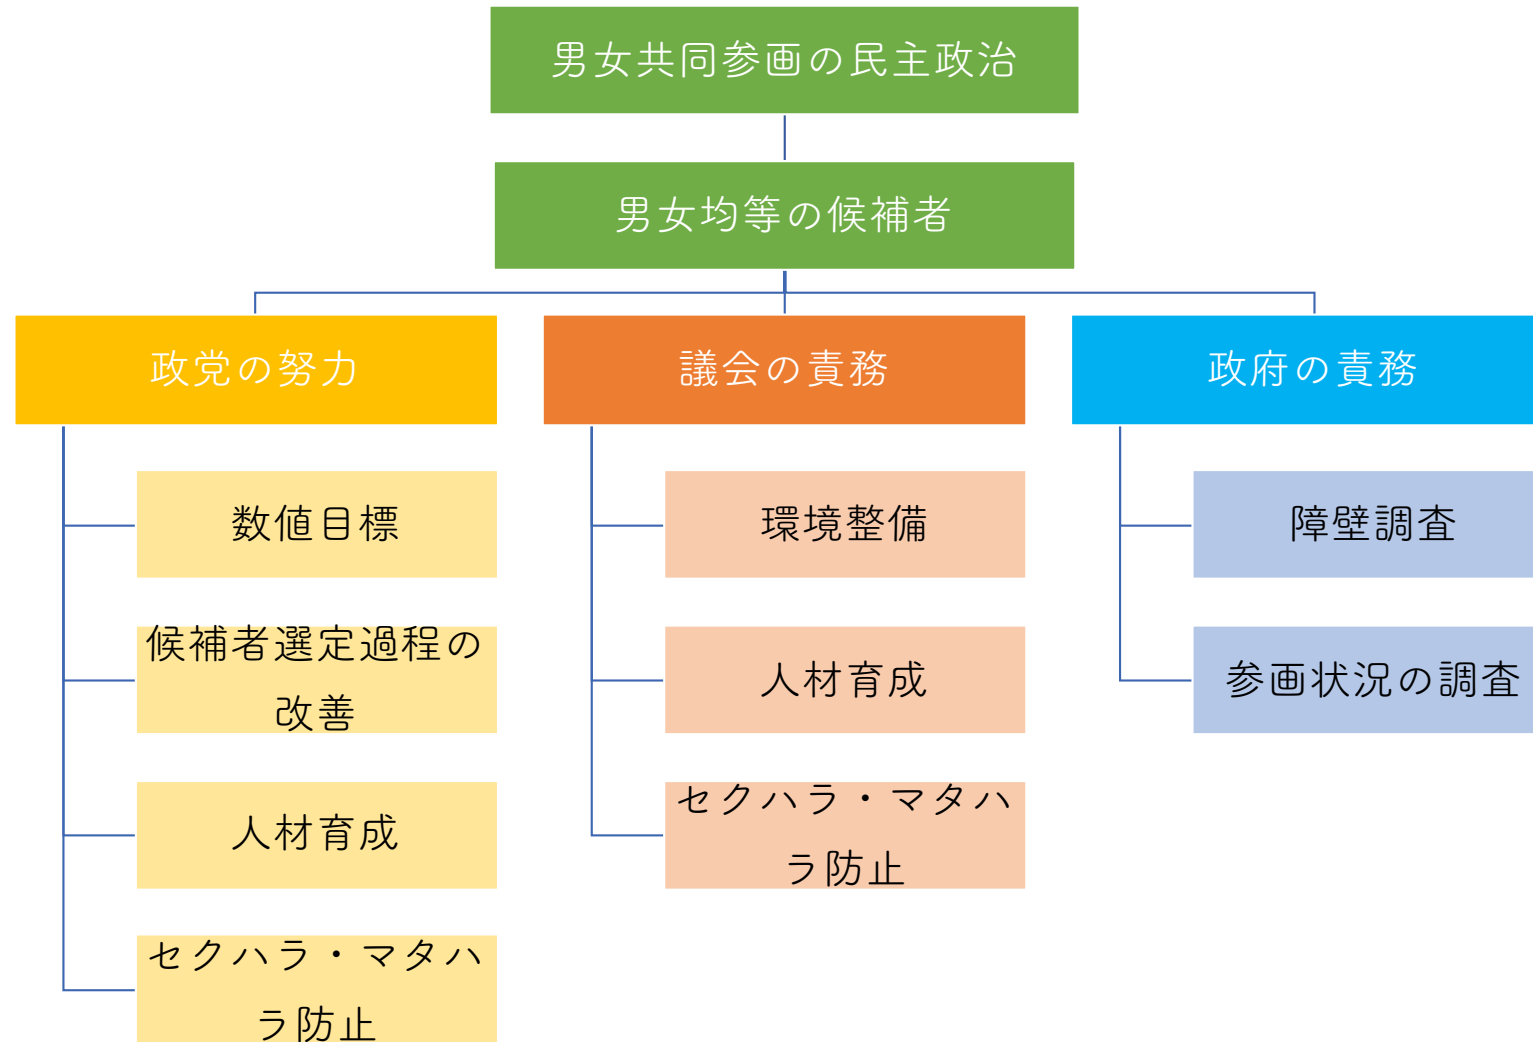 男女共同参画の民主政治
男女均等の候補者
政党の努力
数値目標
候補者選定過程の
改善
人材育成
セクハラ・マタハ
ラ防止
議会の責務
環境整備
人材育成
セクハラ・マタハ
ラ防止
政府の責務
障壁調査
参画状況の調査